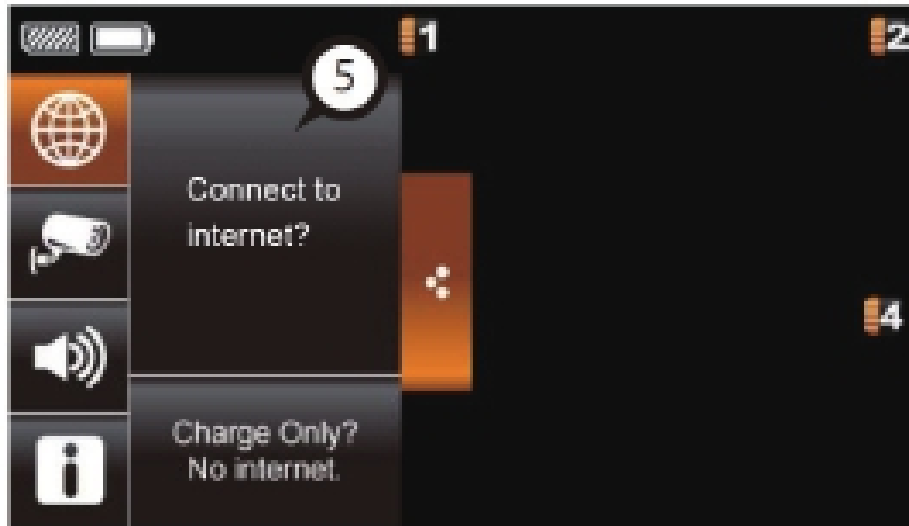 1
2
5
Connect to
internet?
4
Charge Only?
No internet.